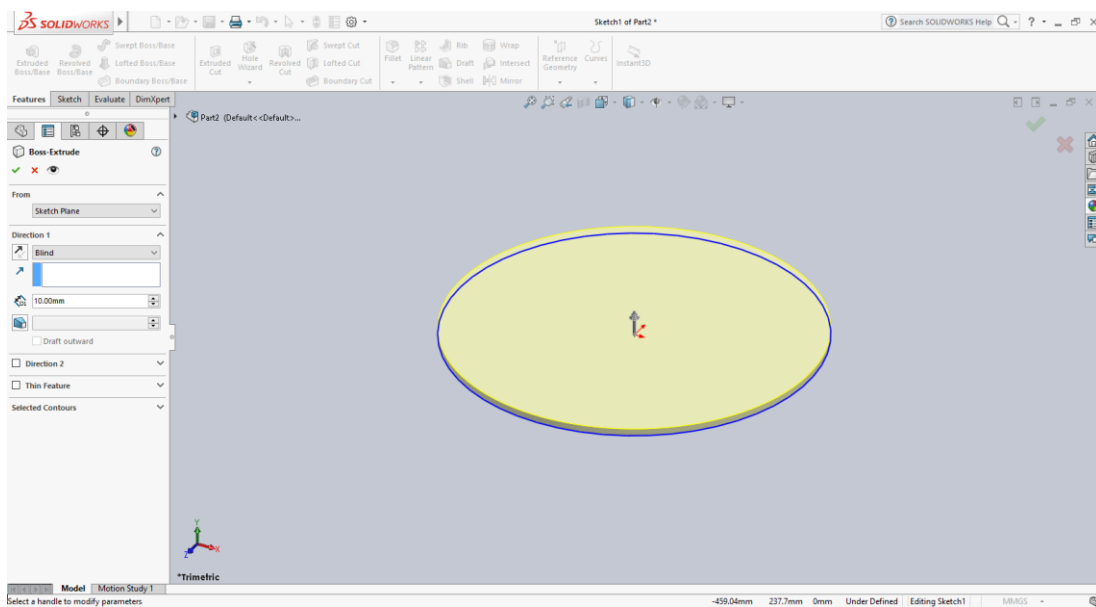 SOLIDWORKS
Sketch1 of Part2 *
Search SOLIDWORKS Help
Extruded Boss/Base
Revolved Boss/Base
Swept Boss/Base
Lofted Boss/Base
Boundary Boss/Base
Extruded Cut
Hole Wizard
Revolved Cut
Swept Cut
Lofted Cut
Boundary Cut
Fillet
Linear Pattern
Rib
Draft
Shell
Wrap
Intersect
Mirror
Reference Geometry
Curves
Instant3D
Features Sketch Evaluate DimXpert
Part2 (Default<<Default>...
Boss-Extrude
From
Sketch Plane
Direction 1
Blind
10.00mm
Draft outward
Direction 2
Thin Feature
Selected Contours
Y
Z
X
*Trimetric
Model Motion Study 1
Select a handle to modify parameters
-459.04mm 237.7mm 0mm Under Defined Editing Sketch1 MMGS -